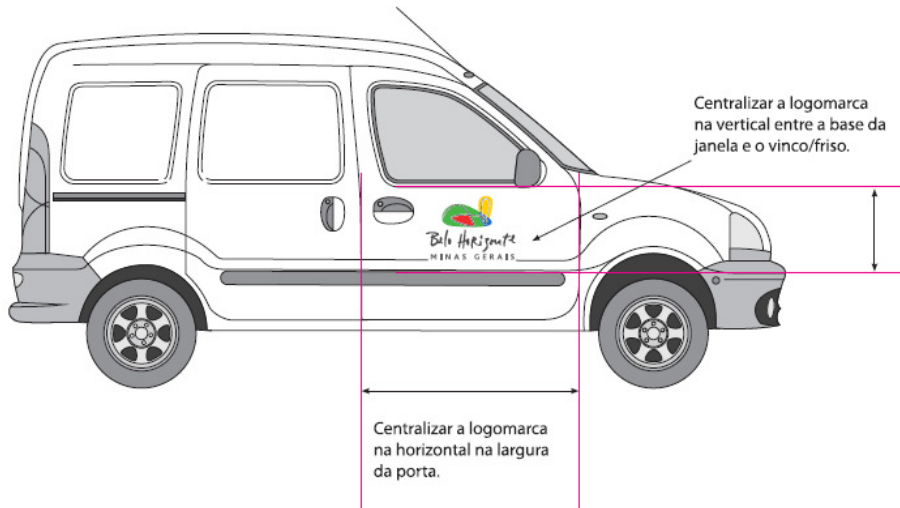 Centralizar a logomarca
na vertical entre a base da
janela e o vinco/friso.
Belo Horizonte
MINAS GERAIS
Centralizar a logomarca
na horizontal na largura
da porta.